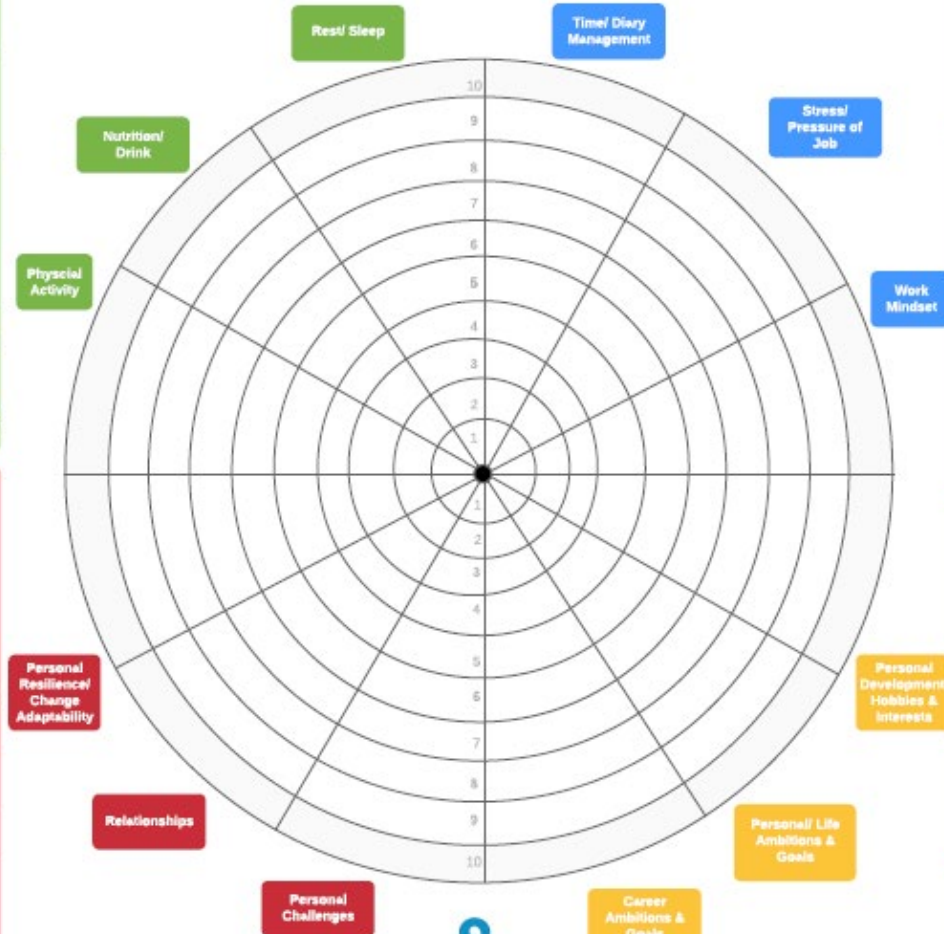 Rest/ Sleep
Time/ Diary
Management
Nutrition/
Drink
Stress/
Pressure of
Job
Physcial
Activity
Work
Mindset
10
9
8
7
6
5
4
3
2
1
1
2
3
4
5
6
7
8
9
10
Personal
Resilience/
Change
Adaptability
Personal
Development
Hobbies &
Interests
Relationships
Personal/ Life
Ambitions &
Goals
Personal
Challenges
Career
Ambitions &
Goals